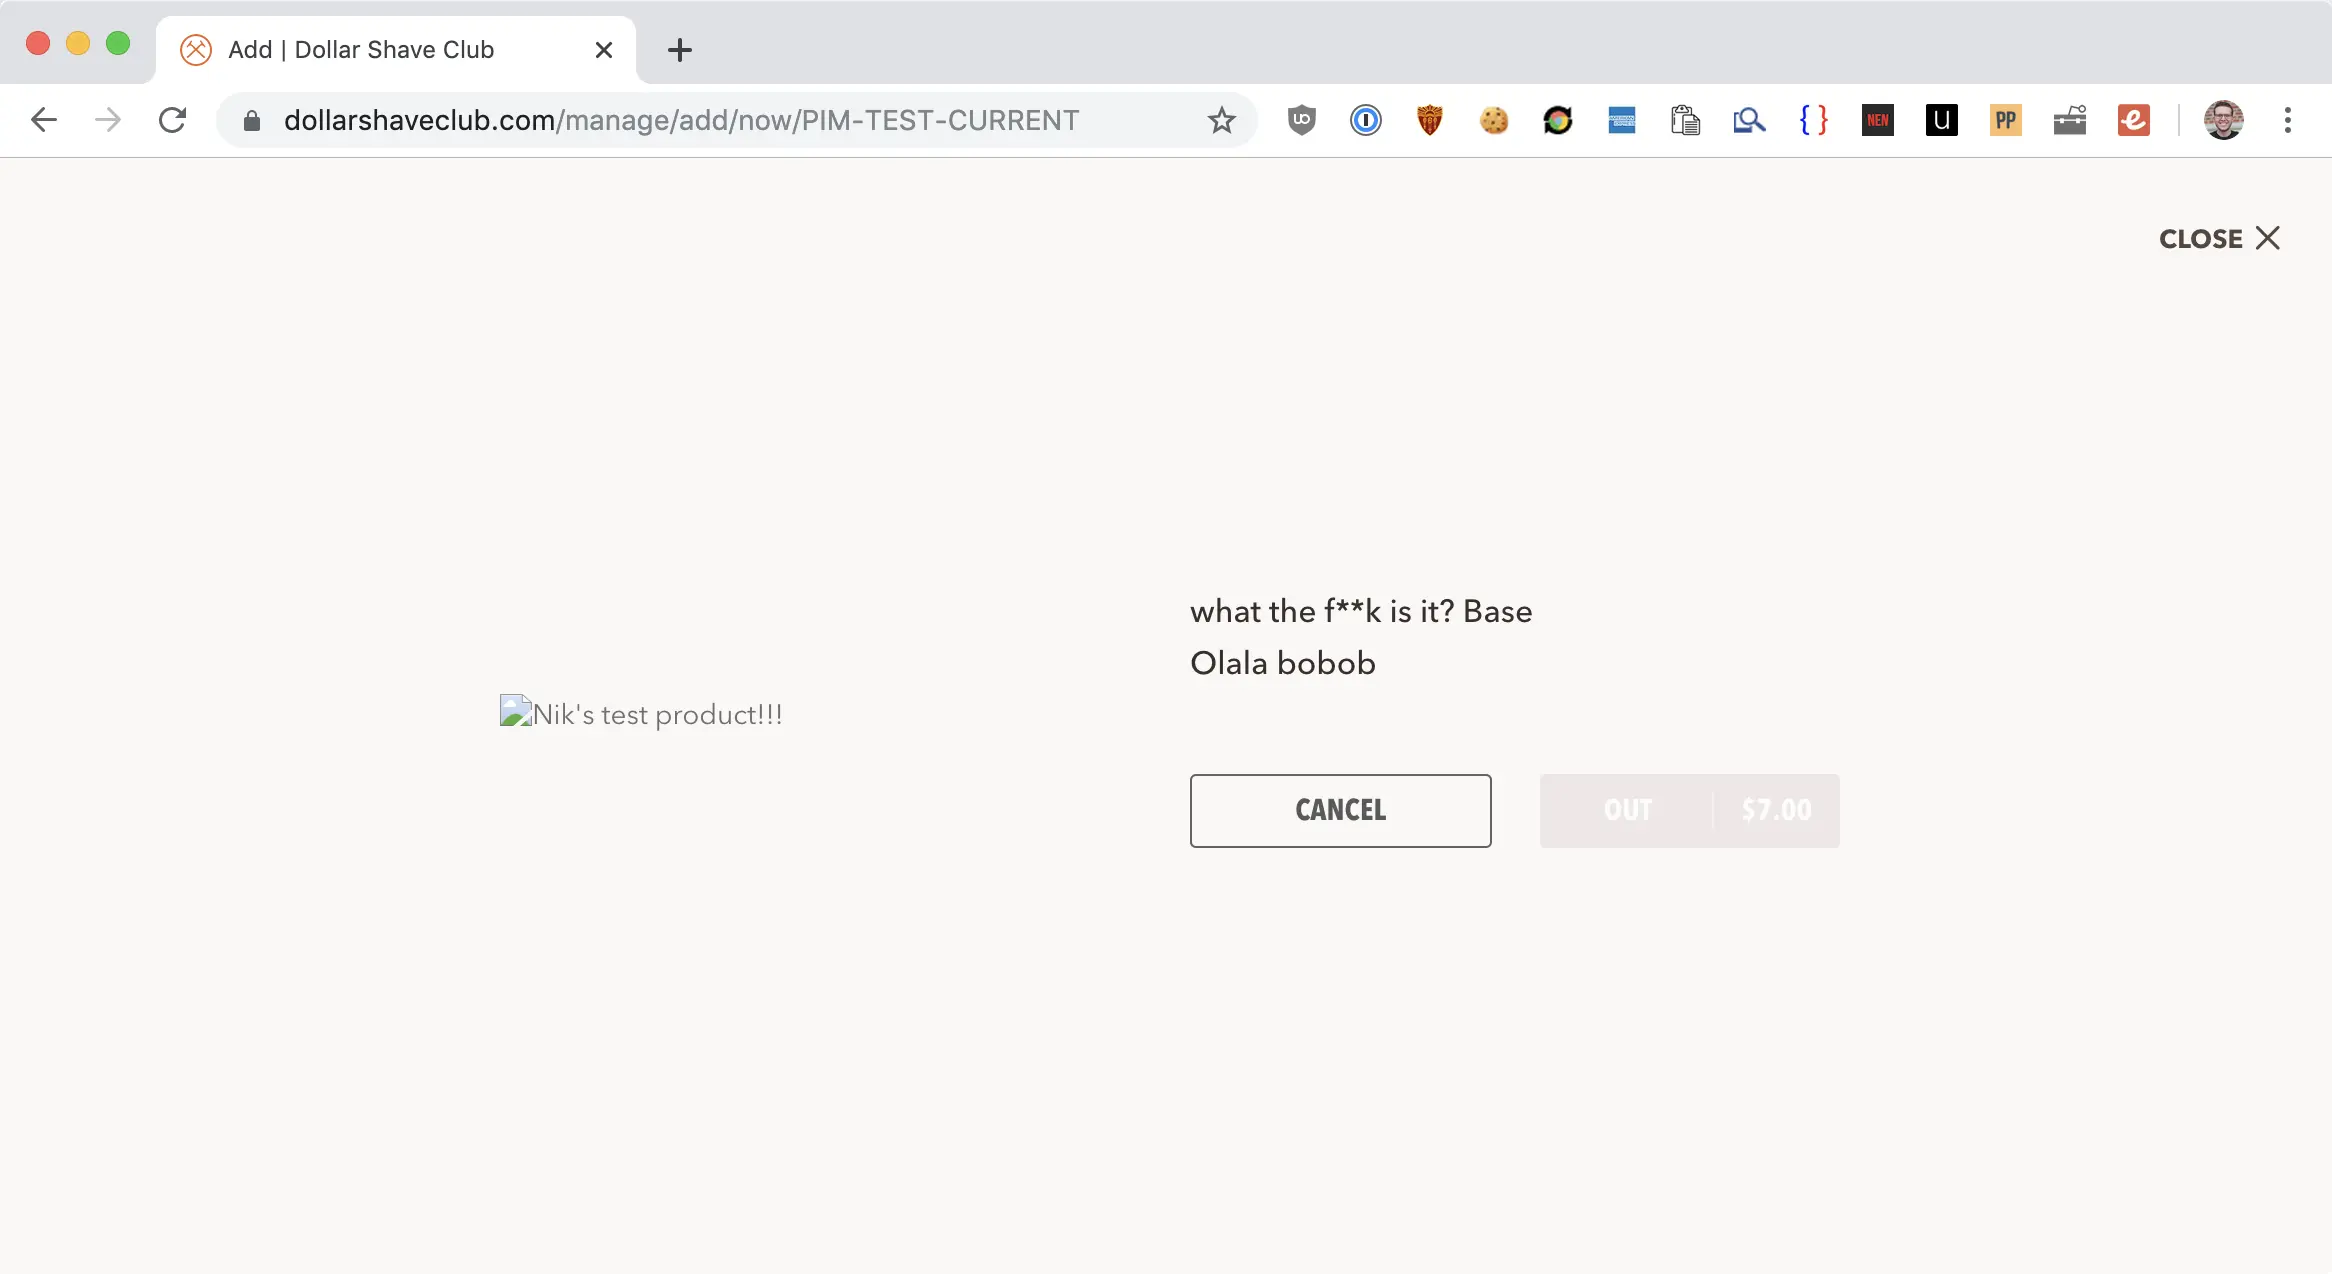 Add | Dollar Shave Club
dollarshaveclub.com/manage/add/now/PIM-TEST-CURRENT
UO
NEN
U
PP
e
CLOSE
what the f**k is it? Base
Olala bobob
Nik's test product!!!
CANCEL
OUT $7.00